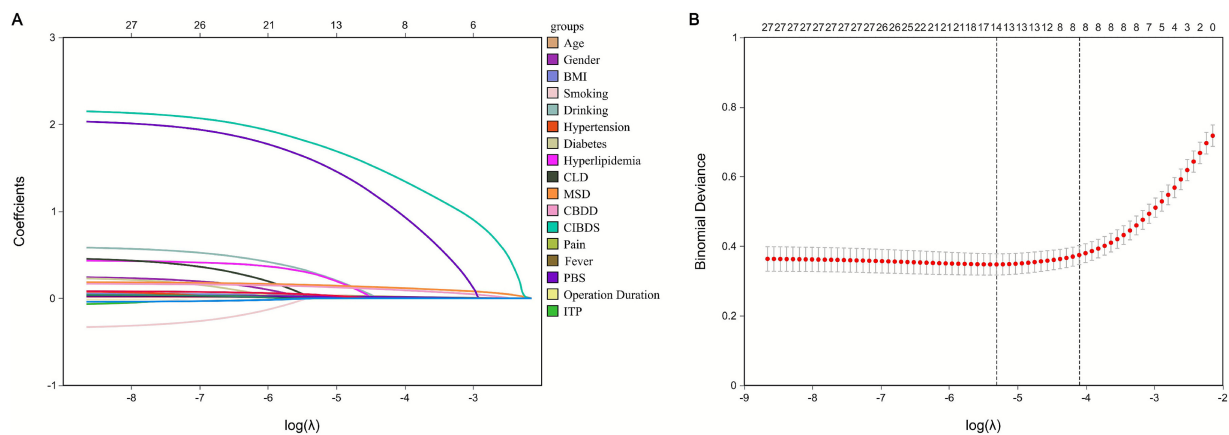 A
27 26 21 13 8 6
3
2
1
0
-1
Coeffcients
-8 -7 -6 -5 -4 -3
log(λ)
groups
Age
Gender
BMI
Smoking
Drinking
Hypertension
Diabetes
Hyperlipidemia
CLD
MSD
CBDD
CIBDS
Pain
Fever
PBS
Operation Duration
ITP
B
27 27 27 27 27 27 27 27 27 26 26 25 22 21 21 21 18 17 14 13 13 13 12 8 8 8 8 8 8 7 5 4 3 2 0
1
0.8
0.6
0.4
0.2
0
Binomial Deviance
-9 -8 -7 -6 -5 -4 -3 -2
log(λ)